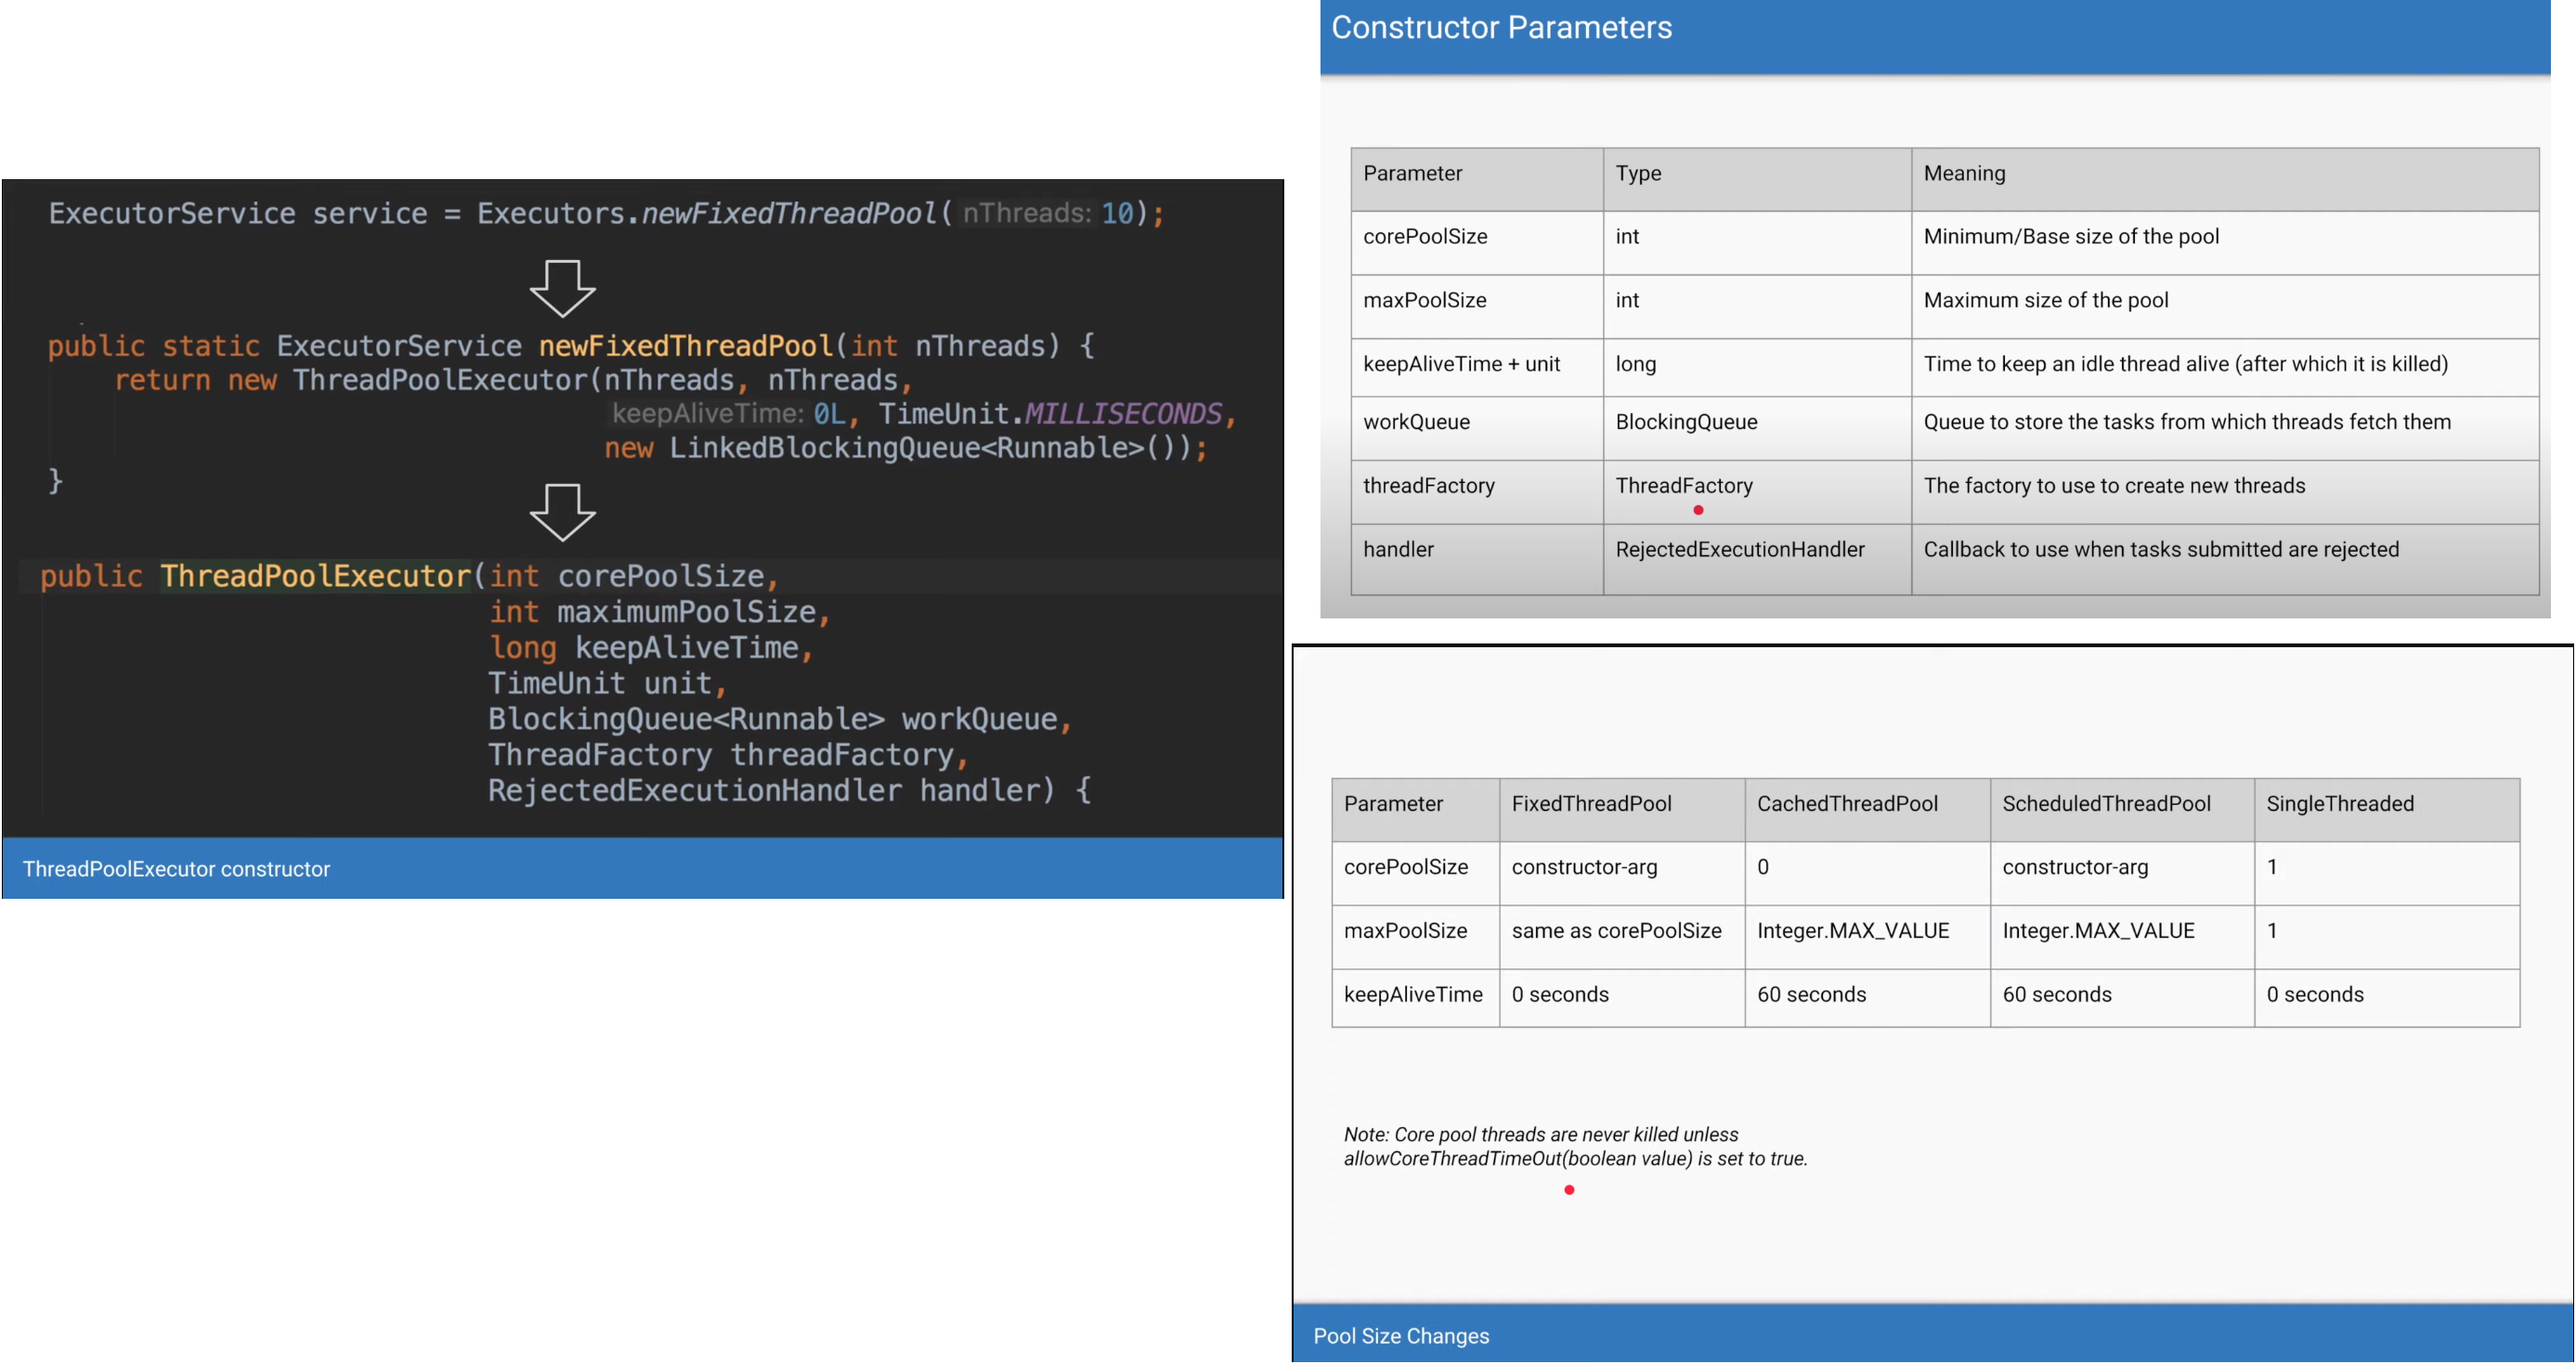 ExecutorService service = Executors.newFixedThreadPool( nThreads: 10);
public static ExecutorService newFixedThreadPool(int nThreads) {
return new ThreadPoolExecutor(nThreads, nThreads,
keepAliveTime: 0L, TimeUnit.MILLISECONDS,
new LinkedBlockingQueue<Runnable>());
}
public ThreadPoolExecutor(int corePoolSize,
int maximumPoolSize,
long keepAliveTime,
TimeUnit unit,
BlockingQueue<Runnable> workQueue,
ThreadFactory threadFactory,
RejectedExecutionHandler handler) {
ThreadPoolExecutor constructor
Constructor Parameters
Parameter Type Meaning
corePoolSize int Minimum/Base size of the pool
maxPoolSize int Maximum size of the pool
keepAliveTime + unit long Time to keep an idle thread alive (after which it is killed)
workQueue BlockingQueue Queue to store the tasks from which threads fetch them
threadFactory ThreadFactory The factory to use to create new threads
handler RejectedExecutionHandler Callback to use when tasks submitted are rejected
Parameter FixedThreadPool CachedThreadPool ScheduledThreadPool SingleThreaded
corePoolSize constructor-arg 0 constructor-arg 1
maxPoolSize same as corePoolSize Integer.MAX_VALUE Integer.MAX_VALUE 1
keepAliveTime 0 seconds 60 seconds 60 seconds 0 seconds
Note: Core pool threads are never killed unless
allowCoreThreadTimeOut(boolean value) is set to true.
Pool Size Changes